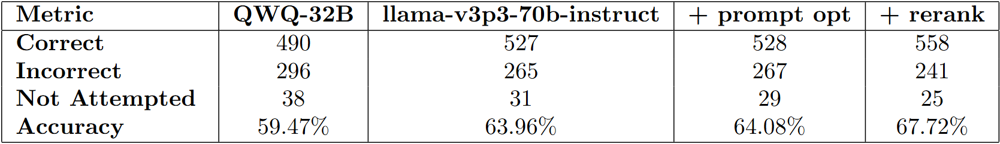 Metric QWQ-32B llama-v3p3-70b-instruct + prompt opt + rerank
Correct 490 527 528 558
Incorrect 296 265 267 241
Not Attempted 38 31 29 25
Accuracy 59.47% 63.96% 64.08% 67.72%